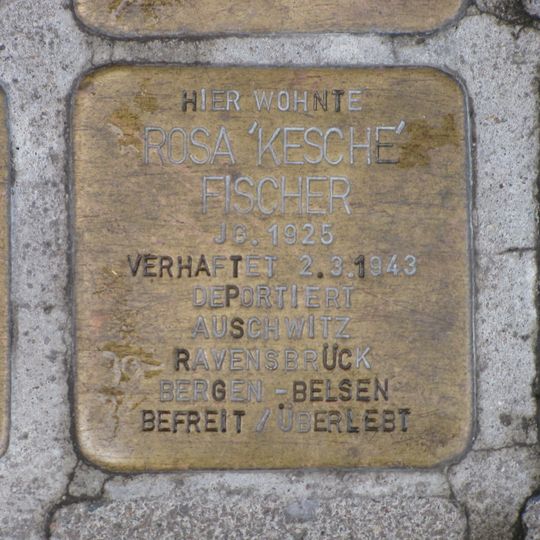 HIER WOHNTE
ROSA 'KESCHE'
FISCHER
JG. 1925
VERHAFTET 2.3.1943
DEPORTIERT
AUSCHWITZ
RAVENSBRÜCK
BERGEN-BELSEN
BEFREIT / ÜBERLEBT